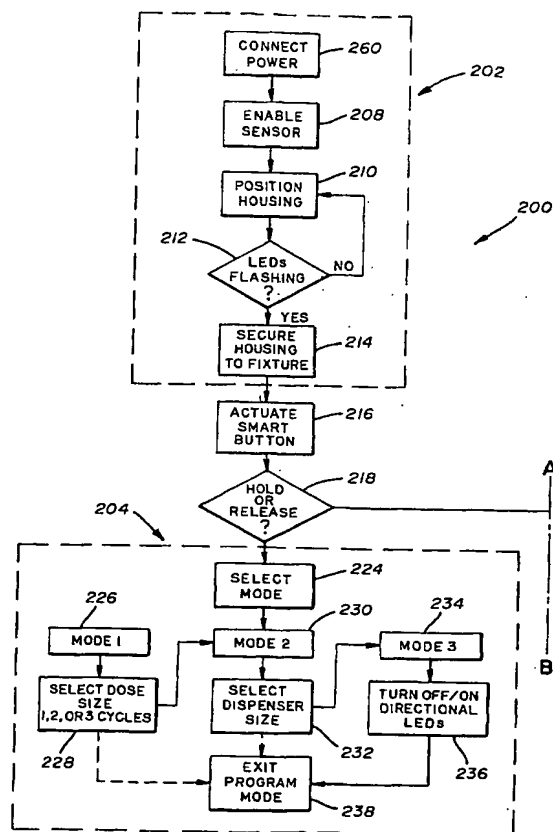 CONNECT
POWER
260
202
ENABLE
SENSOR
208
POSITION
HOUSING
210
200
212
LEDs
FLASHING
?
NO
YES
SECURE
HOUSING
TO FIXTURE
214
ACTUATE
SMART
BUTTON
216
HOLD
OR
RELEASE
?
218
A
204
SELECT
MODE
224
226
MODE 1
MODE 2
230
234
MODE 3
B
SELECT DOSE
SIZE
1,2, OR 3 CYCLES
228
SELECT
DISPENSER
SIZE
232
TURN OFF/ON
DIRECTIONAL
LEDs
236
EXIT
PROGRAM
MODE
238